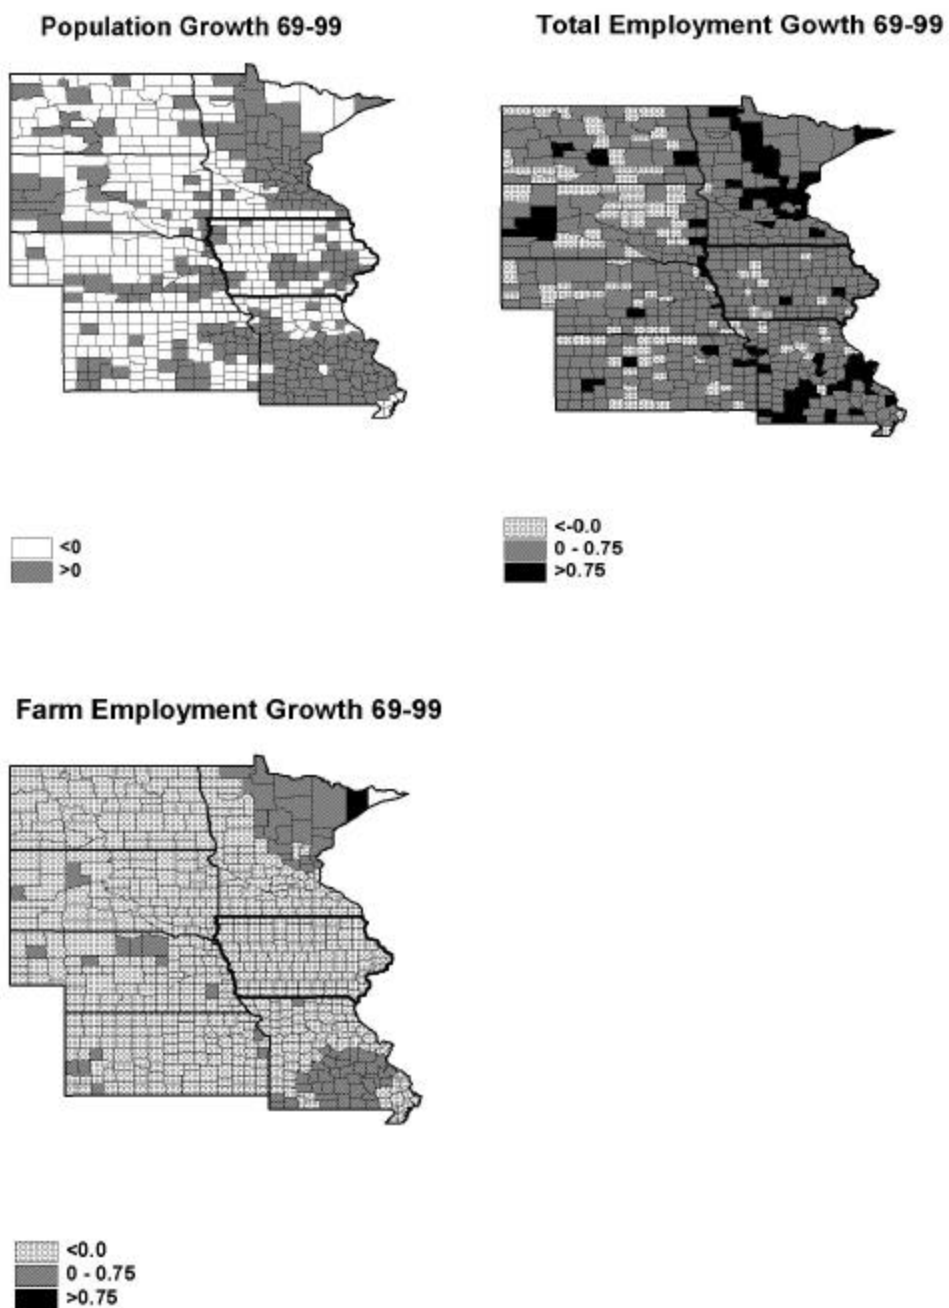 Population Growth 69-99
Total Employment Gowth 69-99
<0
>0
<-0.0
0 - 0.75
>0.75
Farm Employment Growth 69-99
<0.0
0 - 0.75
>0.75